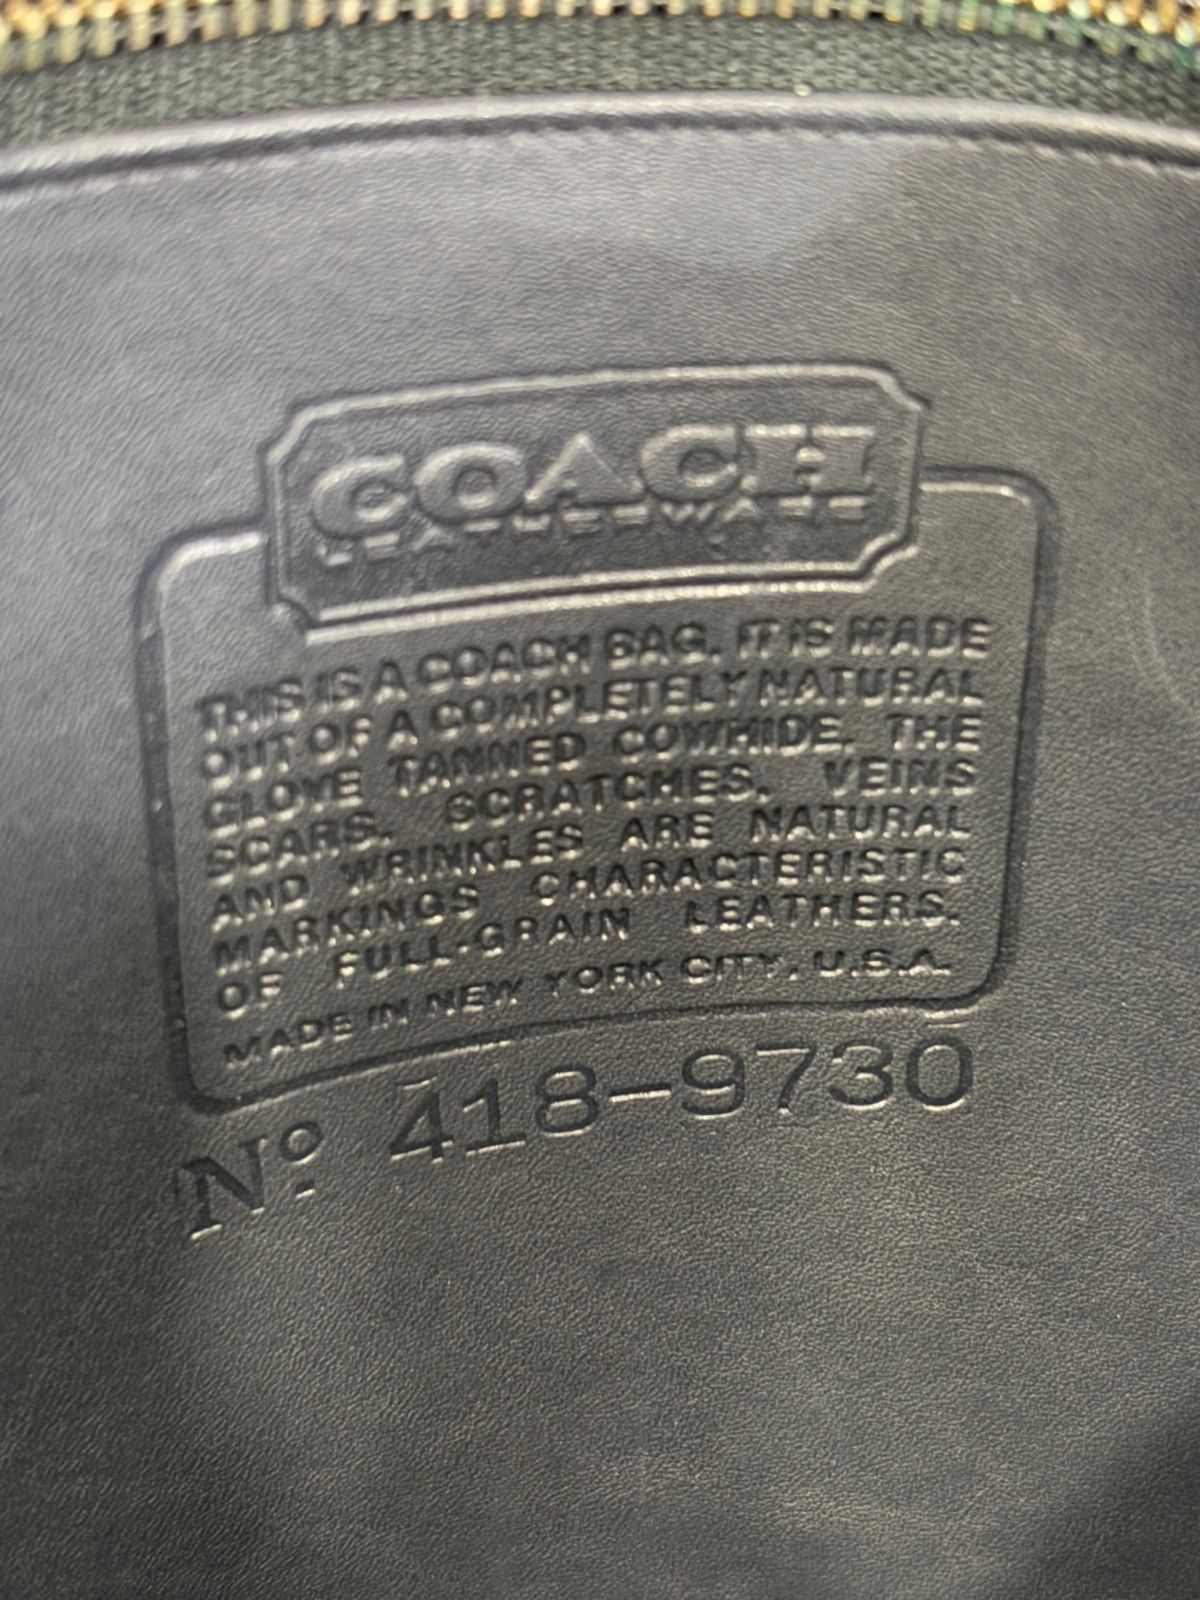 COACH
LEATHERWARE
THIS IS A COACH BAG. IT IS MADE
OUT OF A COMPLETELY NATURAL
GLOVE TANNED COWHIDE. THE
SCARS. SCRATCHES. VEINS
AND WRINKLES ARE NATURAL
MARKINGS CHARACTERISTIC
OF FULL-GRAIN LEATHERS.
MADE IN NEW YORK CITY, U.S.A.
Nº 418-9730